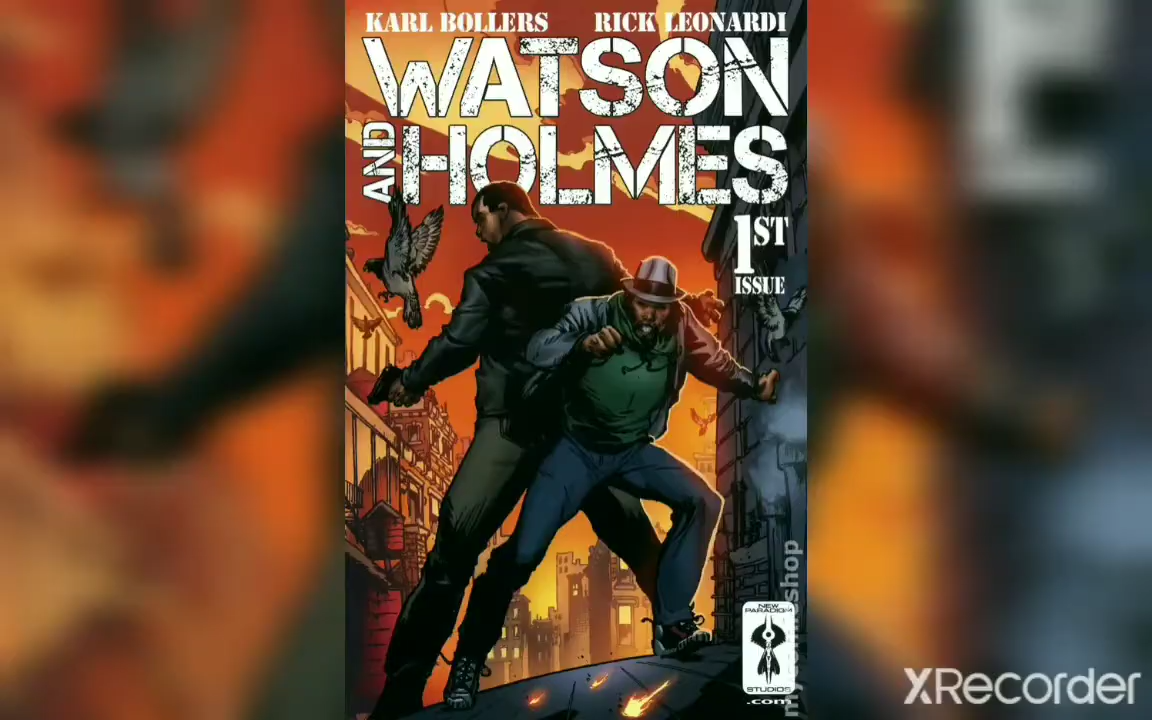 KARL BOLLERS RICK LEONARDI
WATSON
AND HOLMES
1ST
ISSUE
NEW
PARADIGM
STUDIOS
.com
XRecorder